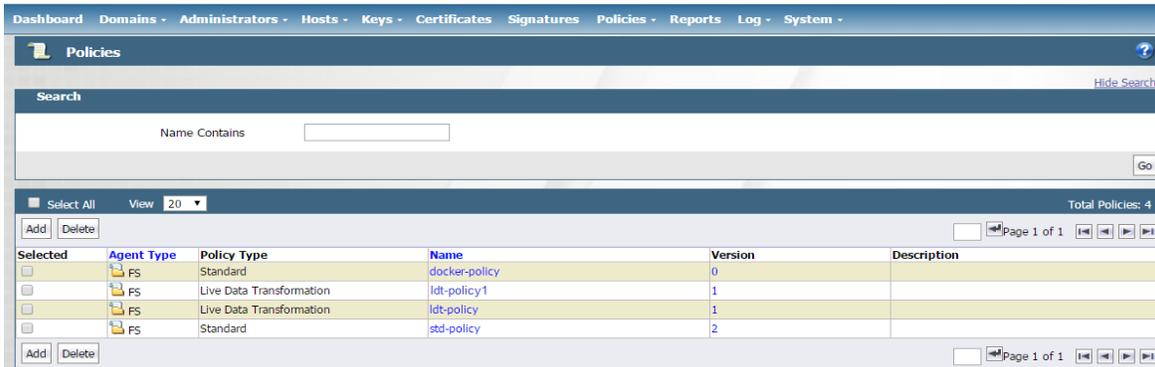 Dashboard Domains Administrators Hosts Keys Certificates Signatures Policies Reports Log System
Policies
?
Hide Search
Search
Name Contains
Go
Select All View 20 Total Policies: 4
Add Delete Page 1 of 1
Selected Agent Type Policy Type Name Version Description
FS Standard docker-policy 0
FS Live Data Transformation ldt-policy1 1
FS Live Data Transformation ldt-policy 1
FS Standard std-policy 2
Add Delete Page 1 of 1